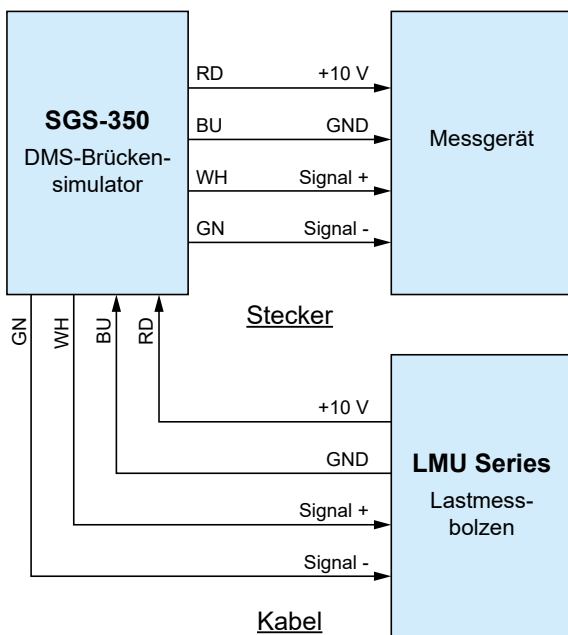 SGS-350
DMS-Brücken-
simulator
RD +10 V
BU GND
WH Signal +
GN Signal -
Messgerät
Stecker
GN
WH
BU
RD
+10 V
GND
Signal +
Signal -
LMU Series
Lastmess-
bolzen
Kabel